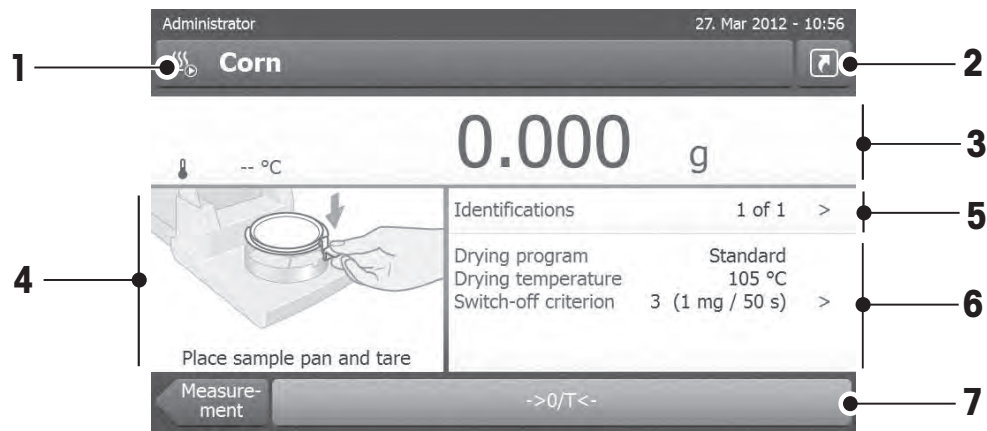 Administrator 27. Mar 2012 - 10:56
1 Corn 2
0.000 g 3
-- °C
Identifications 1 of 1 > 5
Drying program Standard
4 Drying temperature 105 °C
Switch-off criterion 3 (1 mg / 50 s) > 6
Place sample pan and tare
Measure-
ment
->0/T<- 7